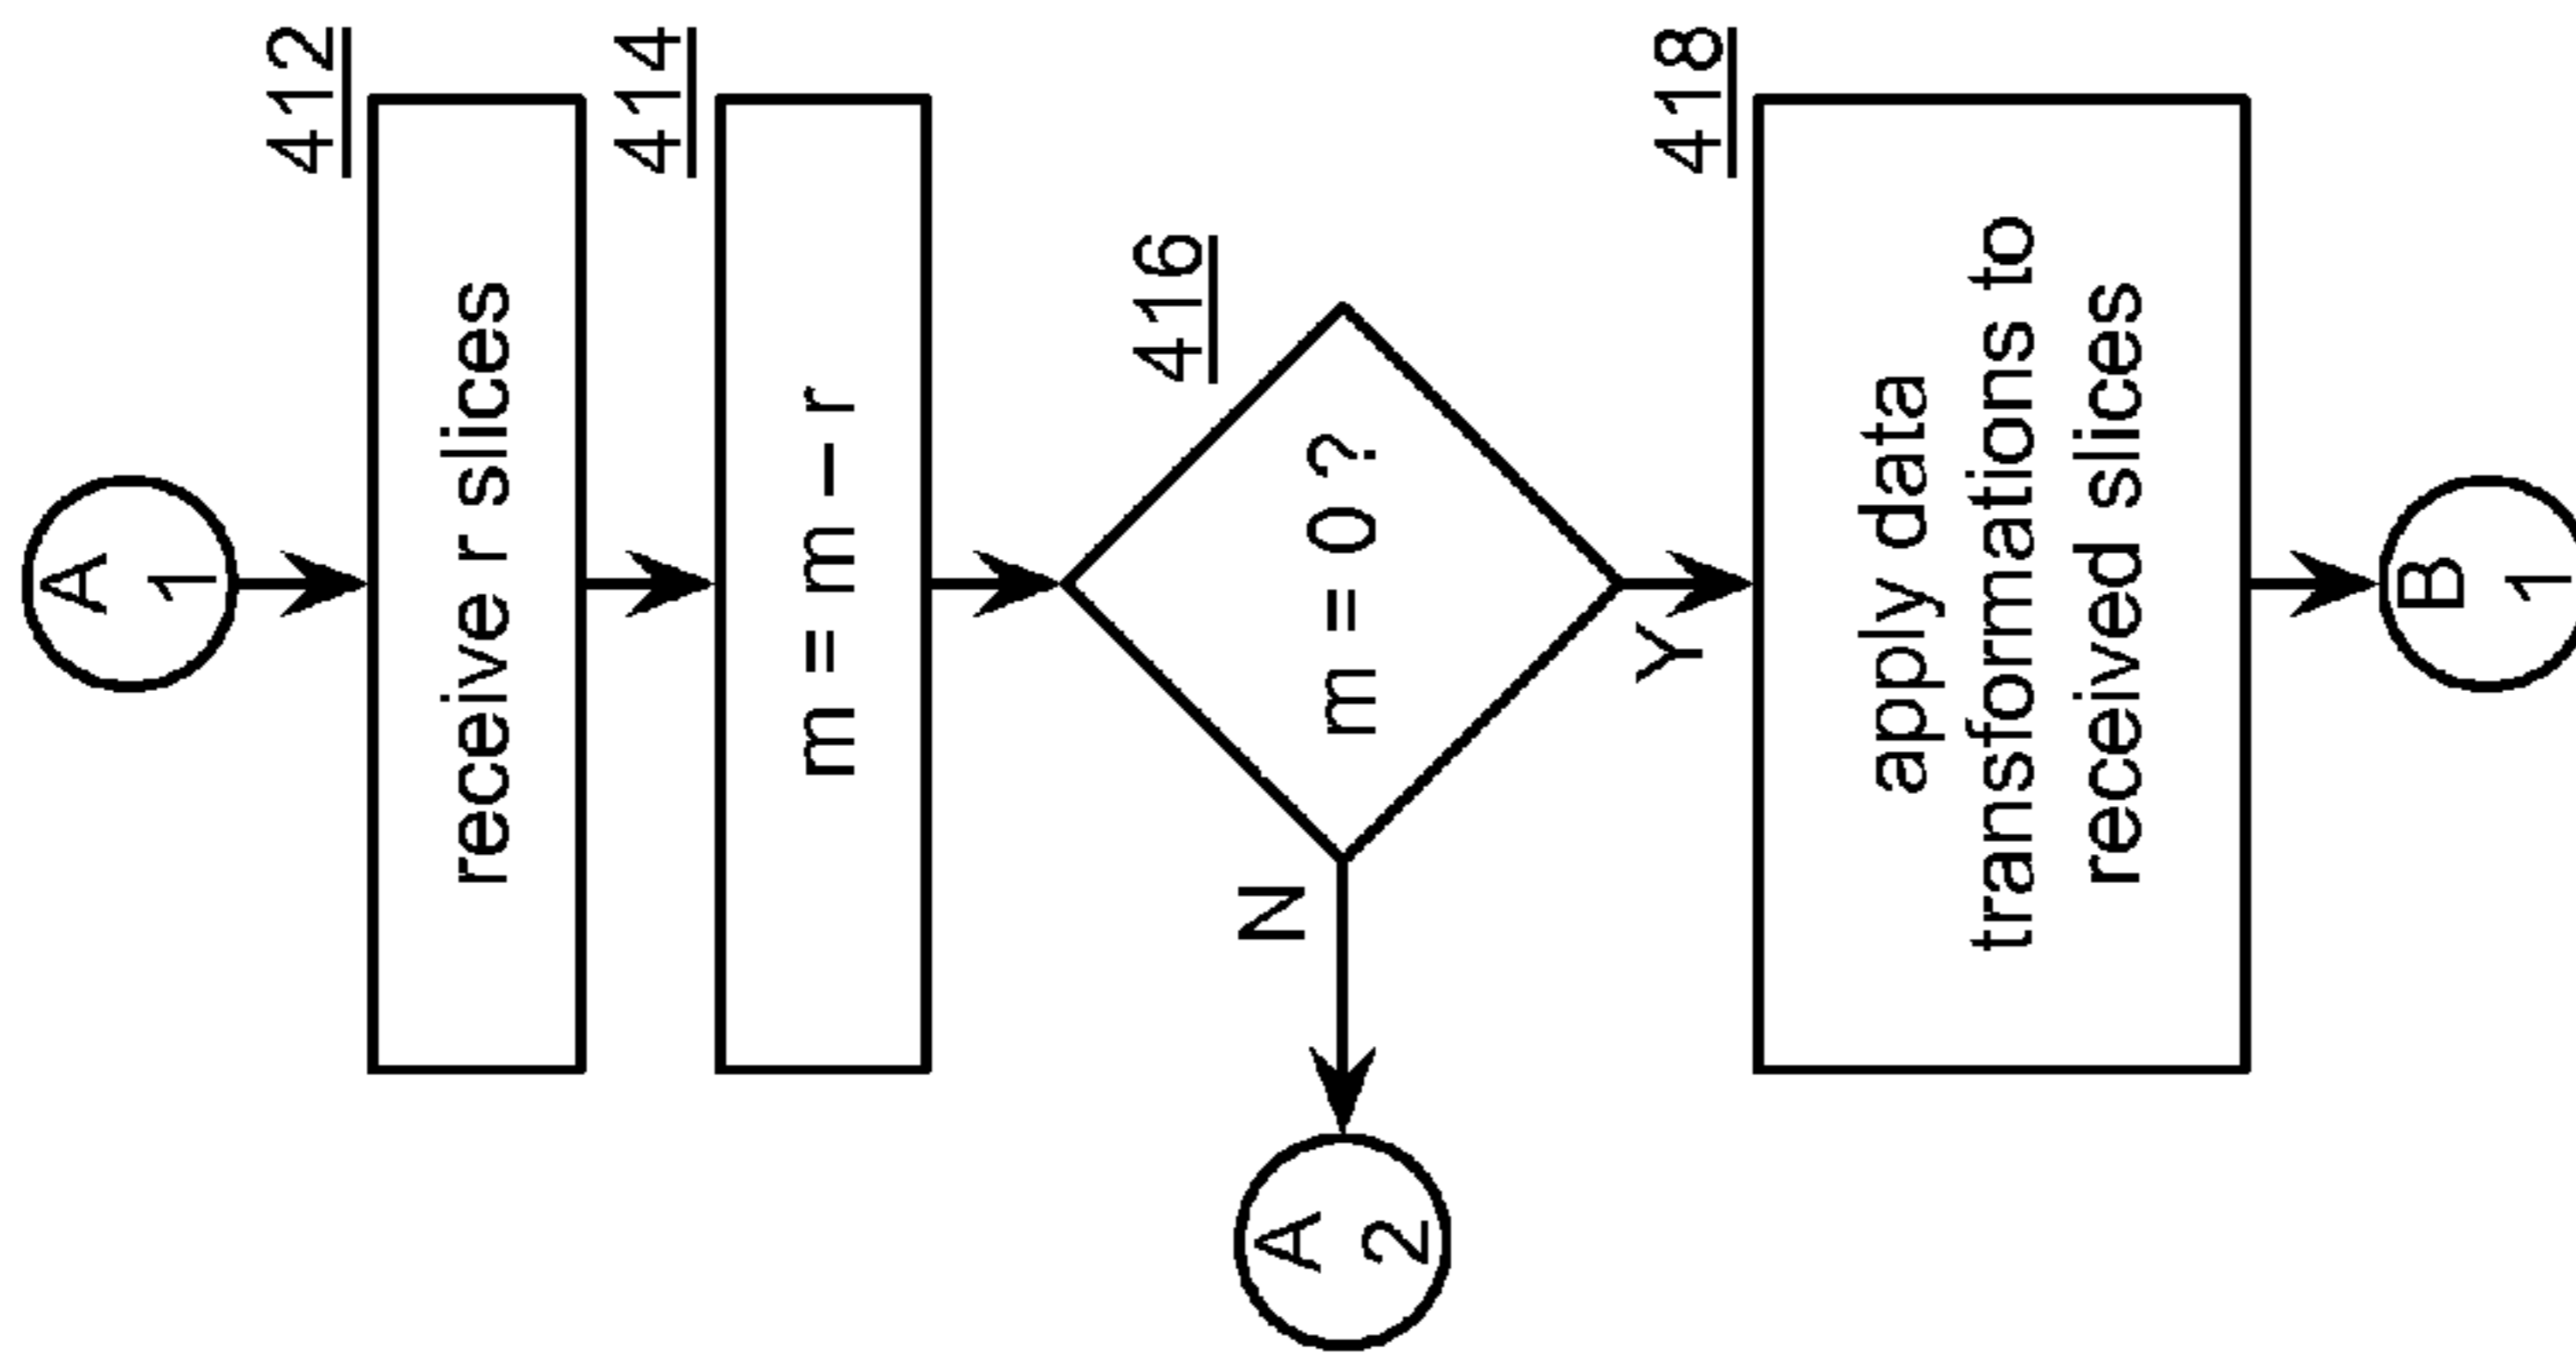 A
1
412
receive r slices
414
m = m – r
416
m = 0 ?
N
A
2
Y
418
apply data
transformations to
received slices
B
1